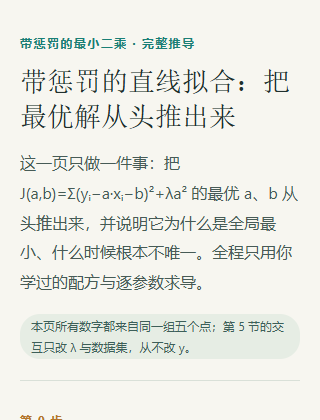 带惩罚的最小二乘 · 完整推导
带惩罚的直线拟合：把
最优解从头推出来
这一页只做一件事：把
J(a,b)=Σ(yᵢ−a·xᵢ−b)²+λa² 的最优 a、b 从
头推出来，并说明它为什么是全局最
小、什么时候根本不唯一。全程只用你
学过的配方与逐参数求导。
本页所有数字都来自同一组五个点；第 5 节的交
互只改 λ 与数据集，从不改 y。
第 0 步